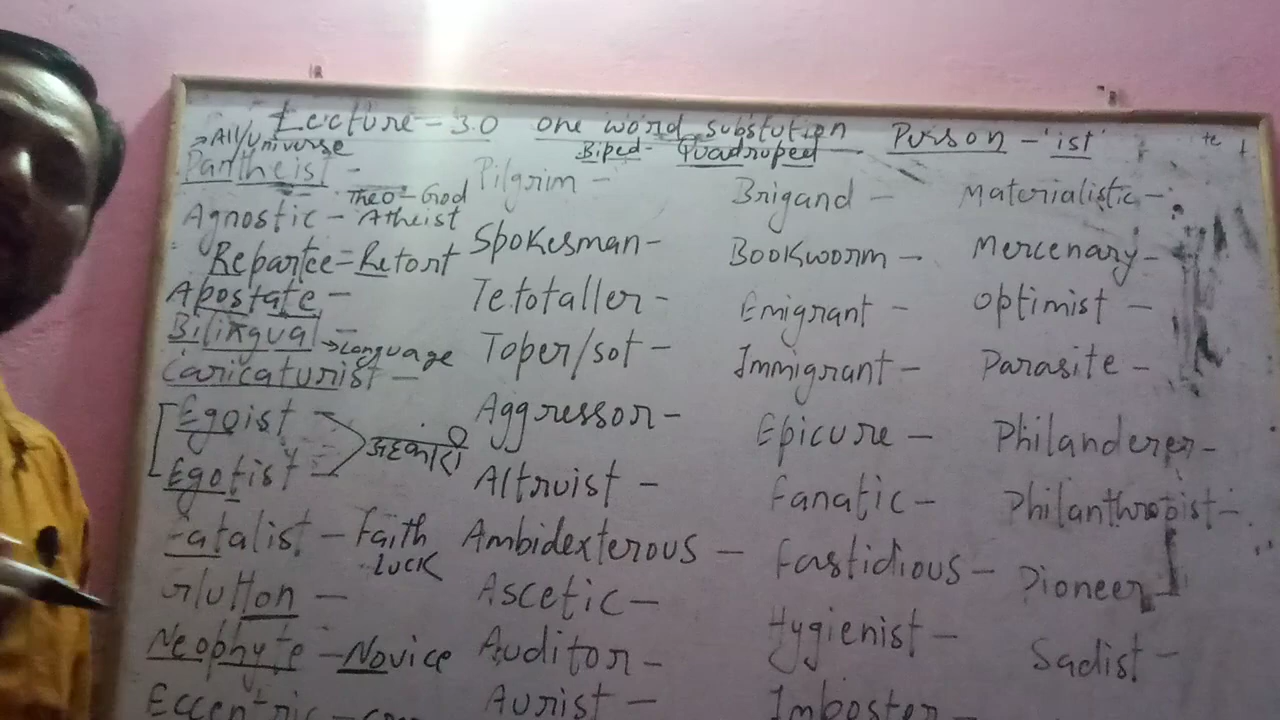 Lecture - 30 one word substution Person - 'ist'
→ All/Universe
Biped - Quadruped
Pantheist -
Theo - God
Agnostic - Atheist
Repartee = Retort
Apostate -
Bilingual -
→ Language
Caricaturist -
Egoist
Egotist
अहंकारी
Fatalist - Faith
Luck
Glutton -
Neophyte - Novice
Eccentric -
Pilgrim -
Spokesman -
Tetotaller -
Toper/sot -
Aggressor -
Altruist -
Ambidexterous -
Ascetic -
Auditor -
Aurist -
Brigand -
Bookworm -
Emigrant -
Immigrant -
Epicure -
Fanatic -
Fastidious -
Hygienist -
Imboster -
Materialistic -
Mercenary -
Optimist -
Parasite -
Philanderer -
Philanthropist -
Pioneer -
Sadist -